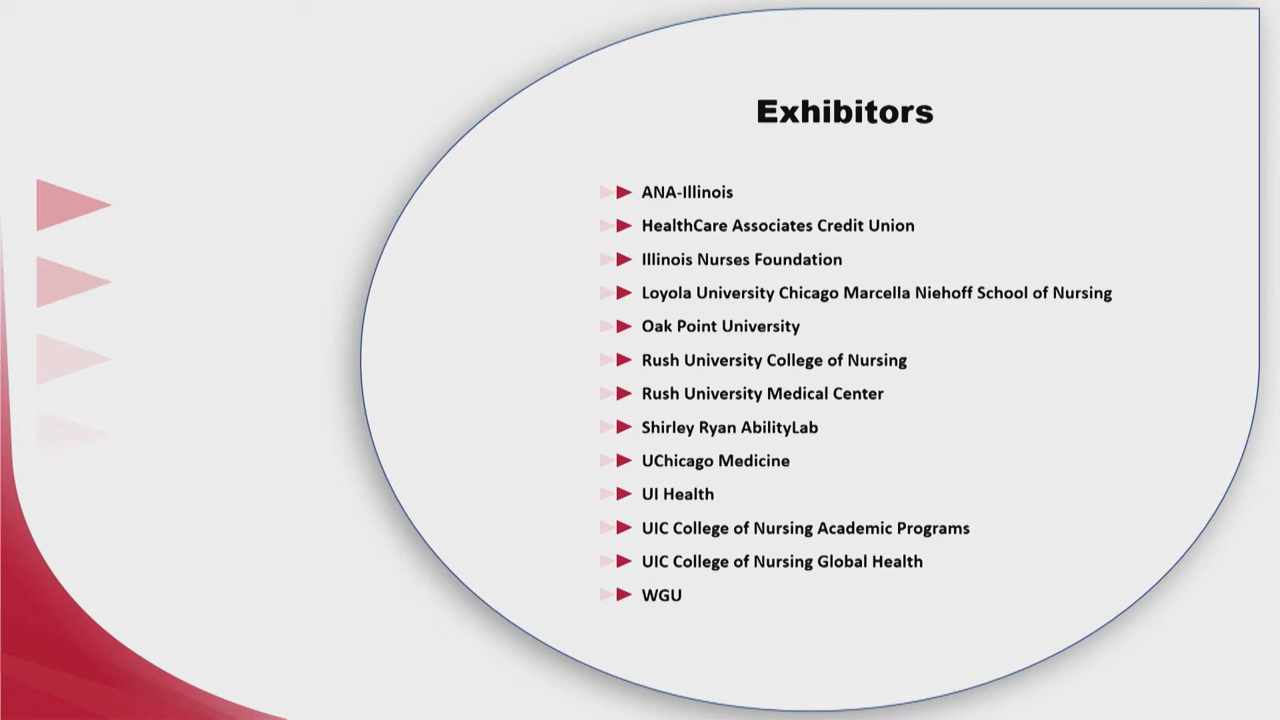 Exhibitors
ANA-Illinois
HealthCare Associates Credit Union
Illinois Nurses Foundation
Loyola University Chicago Marcella Niehoff School of Nursing
Oak Point University
Rush University College of Nursing
Rush University Medical Center
Shirley Ryan AbilityLab
UChicago Medicine
UI Health
UIC College of Nursing Academic Programs
UIC College of Nursing Global Health
WGU